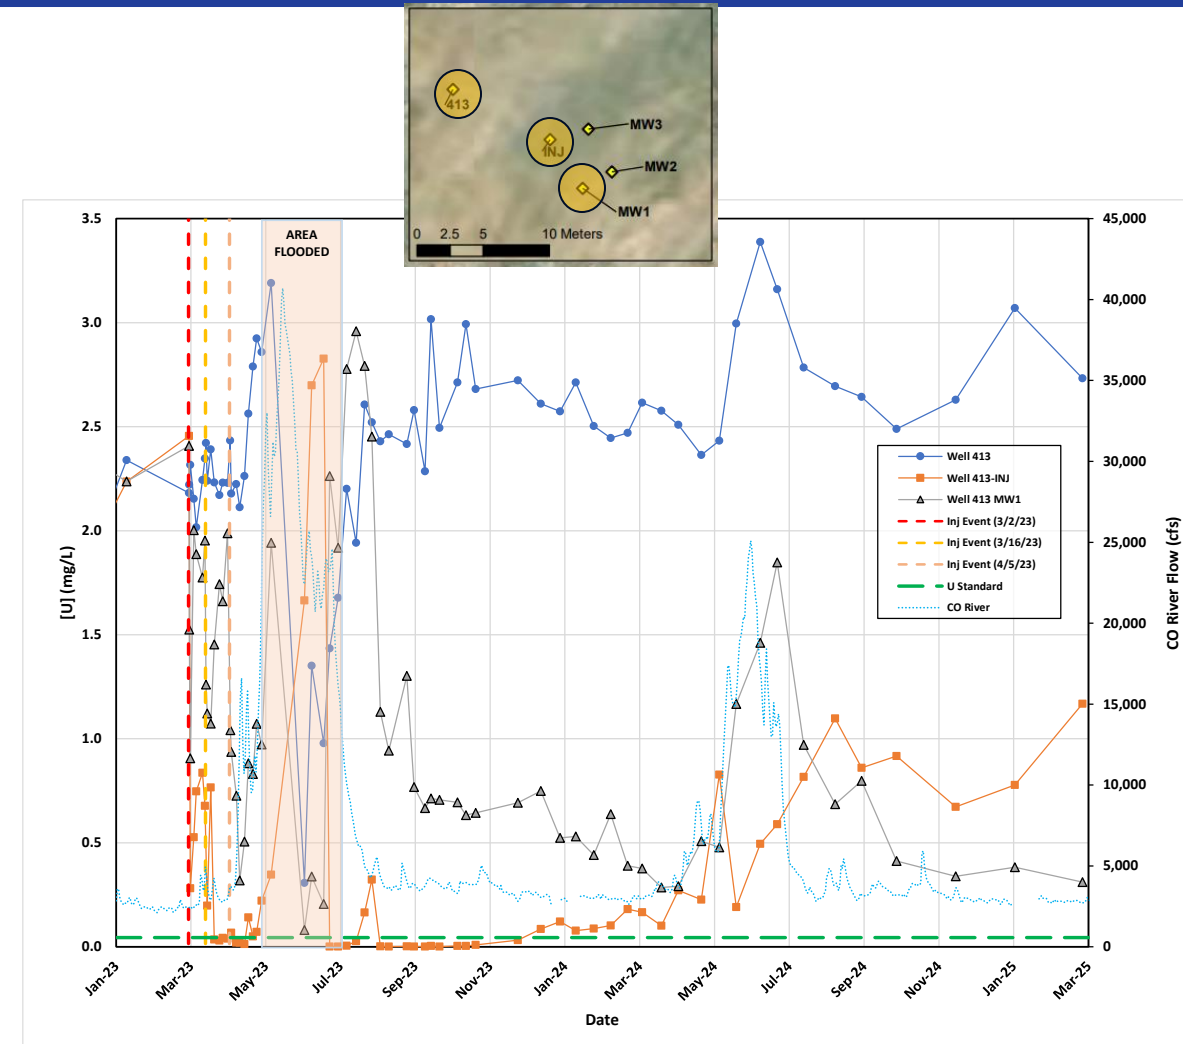 413
INJ
MW3
MW2
MW1
0 2.5 5 10 Meters
AREA
FLOODED
3.5
3.0
2.5
2.0
1.5
1.0
0.5
0.0
[U] (mg/L)
45,000
40,000
35,000
30,000
25,000
20,000
15,000
10,000
5,000
0
CO River Flow (cfs)
Well 413
Well 413-INJ
Well 413 MW1
Inj Event (3/2/23)
Inj Event (3/16/23)
Inj Event (4/5/23)
U Standard
CO River
Jan-23
Mar-23
May-23
Jul-23
Sep-23
Nov-23
Jan-24
Mar-24
May-24
Jul-24
Sep-24
Nov-24
Jan-25
Mar-25
Date